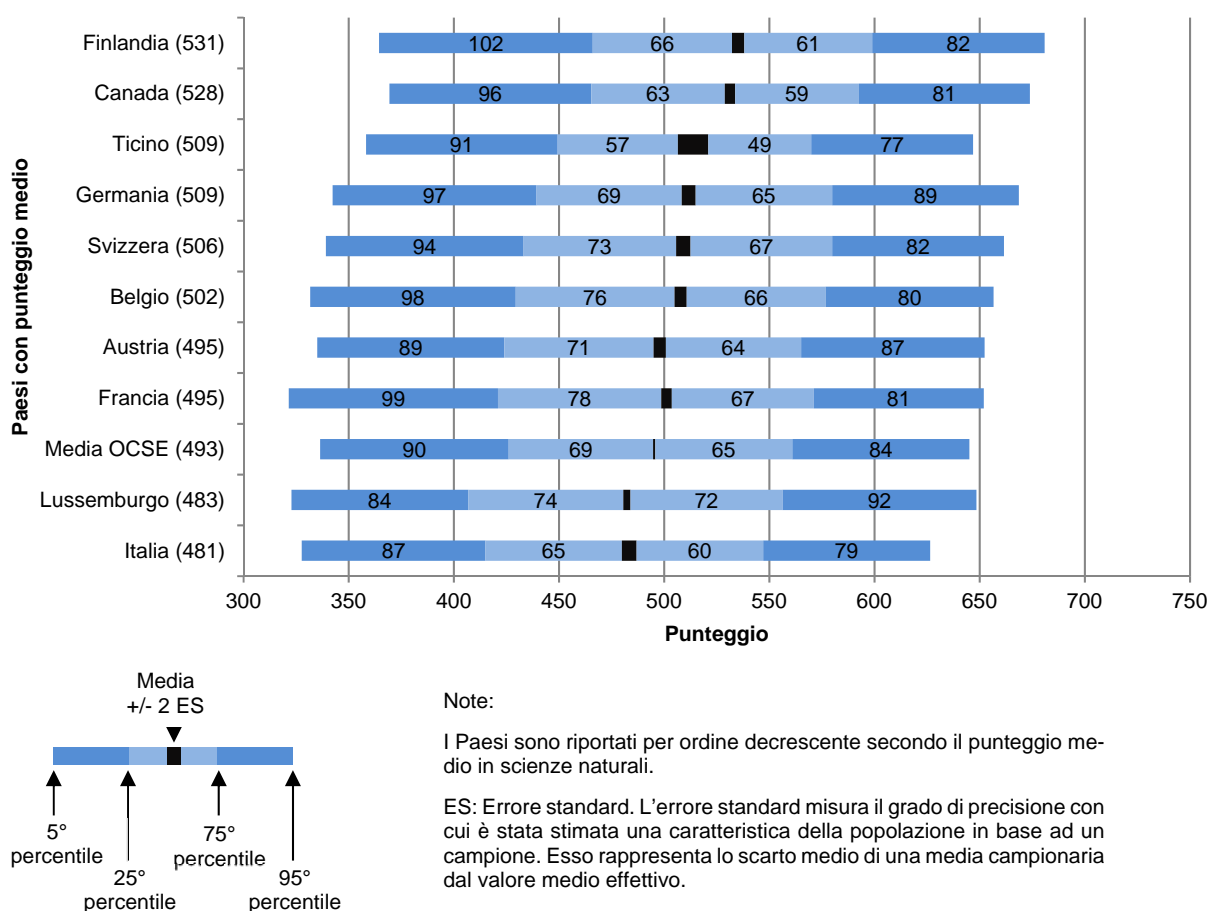 Paesi con punteggio medio
Finlandia (531) 102 66 61 82
Canada (528) 96 63 59 81
Ticino (509) 91 57 49 77
Germania (509) 97 69 65 89
Svizzera (506) 94 73 67 82
Belgio (502) 98 76 66 80
Austria (495) 89 71 64 87
Francia (495) 99 78 67 81
Media OCSE (493) 90 69 65 84
Lussemburgo (483) 84 74 72 92
Italia (481) 87 65 60 79
300 350 400 450 500 550 600 650 700 750
Punteggio
Media
+/- 2 ES
5°
percentile
25°
percentile
75°
percentile
95°
percentile
Note:
I Paesi sono riportati per ordine decrescente secondo il punteggio me-
dio in scienze naturali.
ES: Errore standard. L'errore standard misura il grado di precisione con
cui è stata stimata una caratteristica della popolazione in base ad un
campione. Esso rappresenta lo scarto medio di una media campionaria
dal valore medio effettivo.